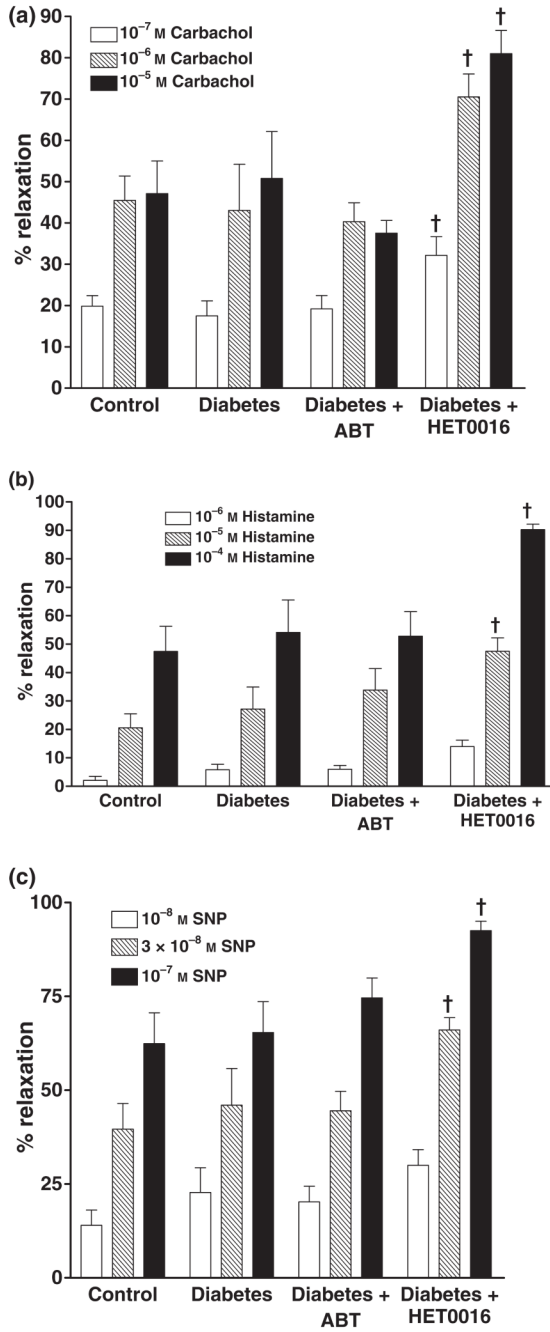 (a)
10⁻⁷ M Carbachol
10⁻⁶ M Carbachol
10⁻⁵ M Carbachol
% relaxation
90
80
70
60
50
40
30
20
10
0
† † †
Control Diabetes Diabetes + ABT Diabetes + HET0016
(b)
10⁻⁶ M Histamine
10⁻⁵ M Histamine
10⁻⁴ M Histamine
% relaxation
100
90
80
70
60
50
40
30
20
10
0
† †
Control Diabetes Diabetes + ABT Diabetes + HET0016
(c)
10⁻⁸ M SNP
3 × 10⁻⁸ M SNP
10⁻⁷ M SNP
% relaxation
100
75
50
25
0
† †
Control Diabetes Diabetes + ABT Diabetes + HET0016